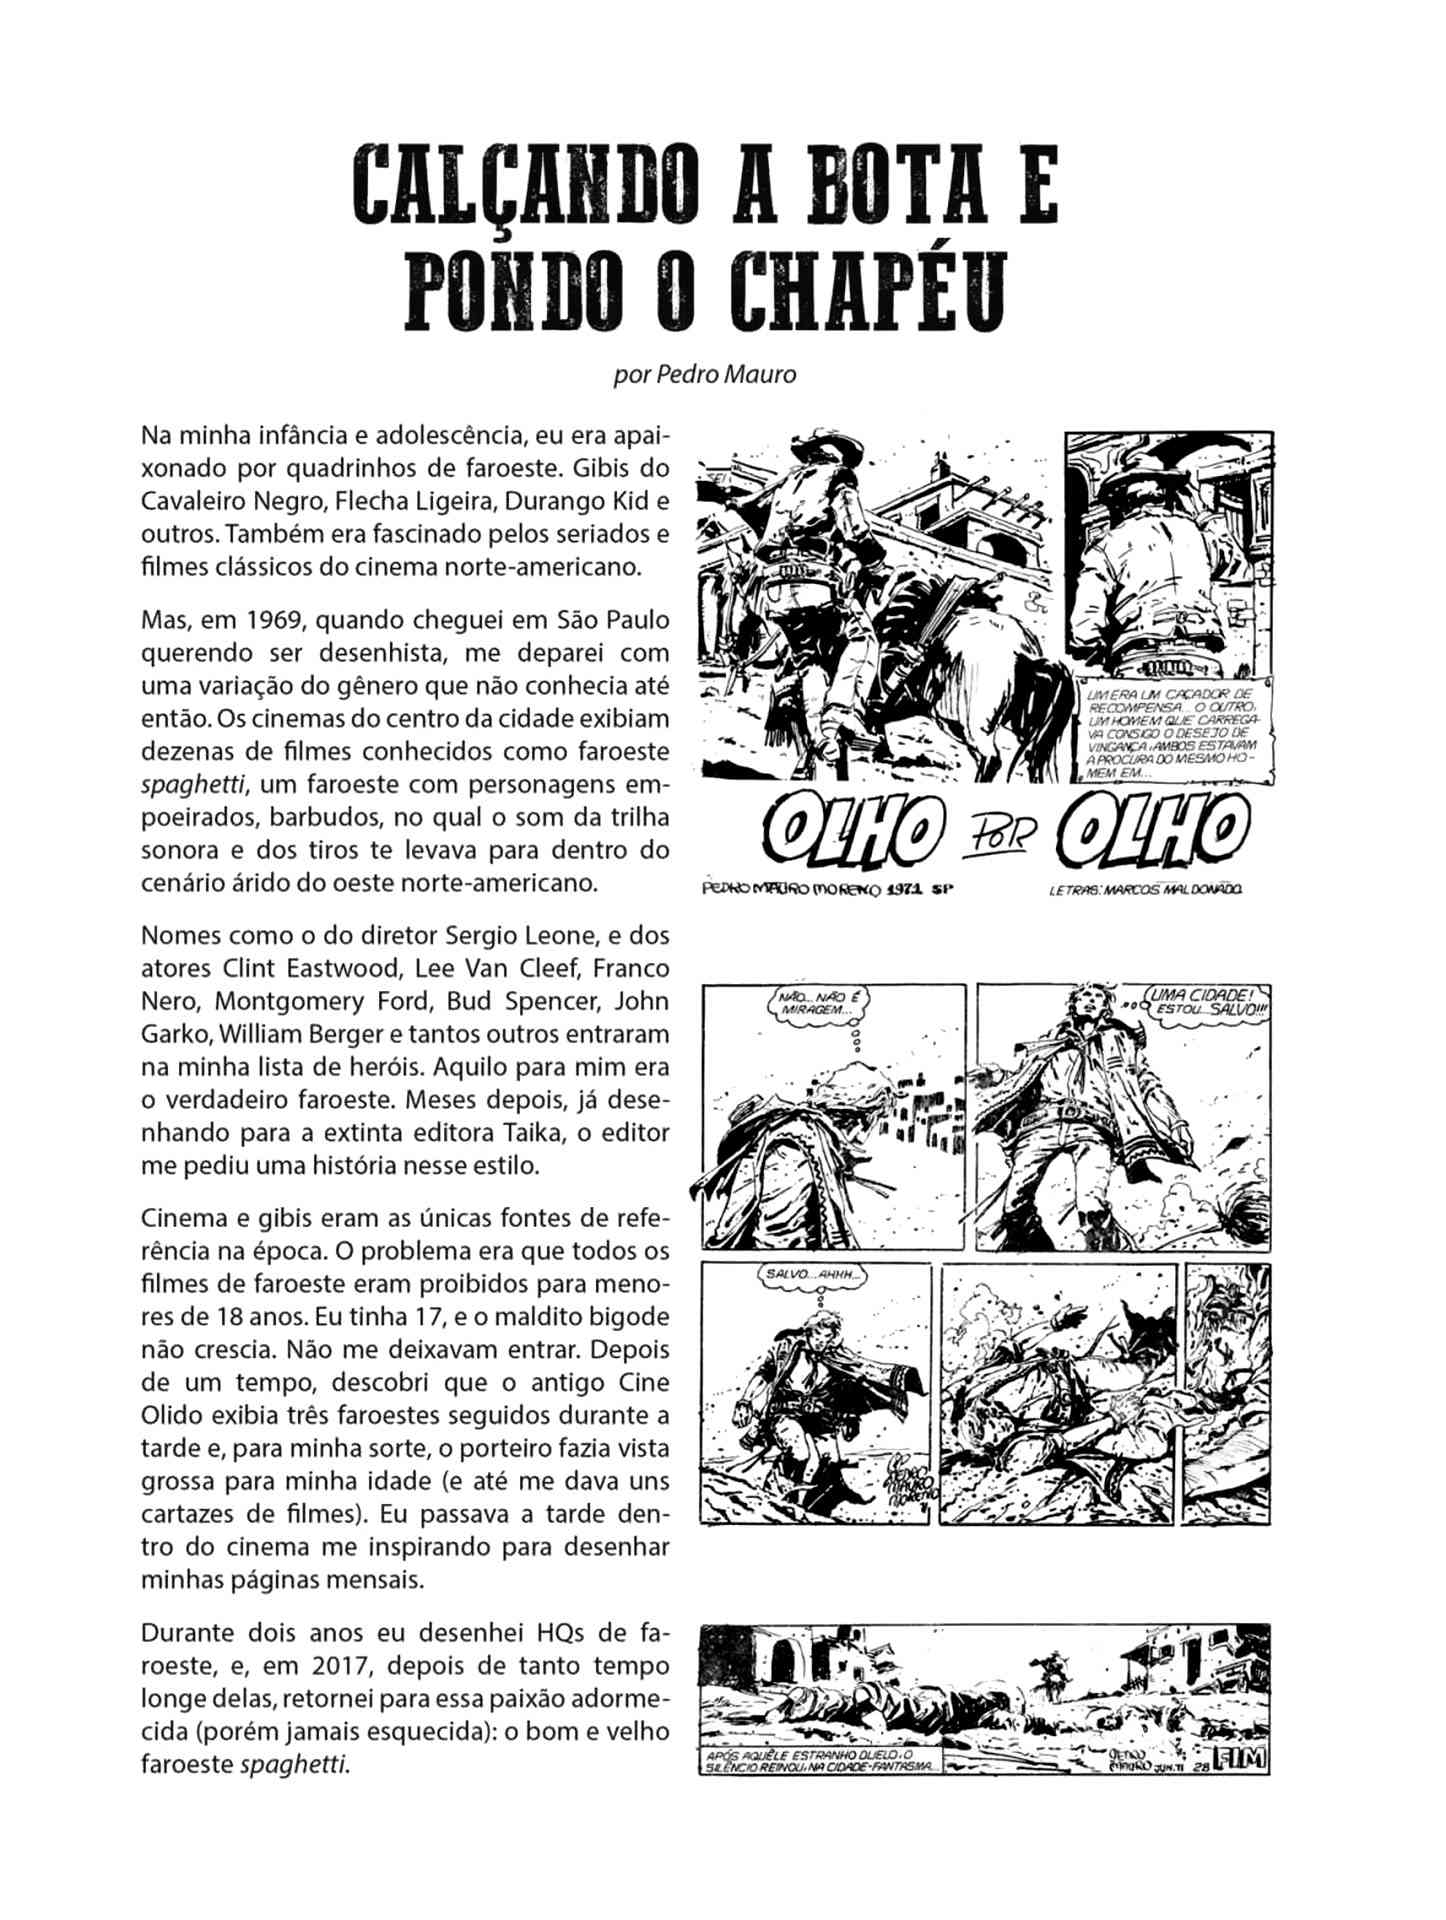 CALÇANDO A BOTA E
PONDO O CHAPÉU
por Pedro Mauro
Na minha infância e adolescência, eu era apai-
xonado por quadrinhos de faroeste. Gibis do
Cavaleiro Negro, Flecha Ligeira, Durango Kid e
outros. Também era fascinado pelos seriados e
filmes clássicos do cinema norte-americano.
Mas, em 1969, quando cheguei em São Paulo
querendo ser desenhista, me deparei com
uma variação do gênero que não conhecia até
então. Os cinemas do centro da cidade exibiam
dezenas de filmes conhecidos como faroeste
spaghetti, um faroeste com personagens em-
poeirados, barbudos, no qual o som da trilha
sonora e dos tiros te levava para dentro do
cenário árido do oeste norte-americano.
Nomes como o do diretor Sergio Leone, e dos
atores Clint Eastwood, Lee Van Cleef, Franco
Nero, Montgomery Ford, Bud Spencer, John
Garko, William Berger e tantos outros entraram
na minha lista de heróis. Aquilo para mim era
o verdadeiro faroeste. Meses depois, já dese-
nhando para a extinta editora Taika, o editor
me pediu uma história nesse estilo.
Cinema e gibis eram as únicas fontes de refe-
rência na época. O problema era que todos os
filmes de faroeste eram proibidos para meno-
res de 18 anos. Eu tinha 17, e o maldito bigode
não crescia. Não me deixavam entrar. Depois
de um tempo, descobri que o antigo Cine
Olido exibia três faroestes seguidos durante a
tarde e, para minha sorte, o porteiro fazia vista
grossa para minha idade (e até me dava uns
cartazes de filmes). Eu passava a tarde den-
tro do cinema me inspirando para desenhar
minhas páginas mensais.
Durante dois anos eu desenhei HQs de fa-
roeste, e, em 2017, depois de tanto tempo
longe delas, retornei para essa paixão adorme-
cida (porém jamais esquecida): o bom e velho
faroeste spaghetti.
UM ERA UM CAÇADOR DE
RECOMPENSA... O OUTRO,
UM HOMEM QUE CARREGA-
VA CONSIGO O DESEJO DE
VINGANÇA. AMBOS ESTAVAM
A PROCURA DO MESMO HO-
MEM EM...
OLHO POR OLHO
PEDRO MAURO MORENO 1971 SP
LETRAS: MARCOS MALDONADO
NÃO... NÃO É
MIRAGEM...
UMA CIDADE!
ESTOU...SALVO!!!
SALVO...AHHH...
PEDRO
MAURO
MORENO
71
APÓS AQUÊLE ESTRANHO DUELO, O
SILÊNCIO REINOU, NA CIDADE-FANTASMA...
PEDRO
MAURO JUN. 71 28 FIM